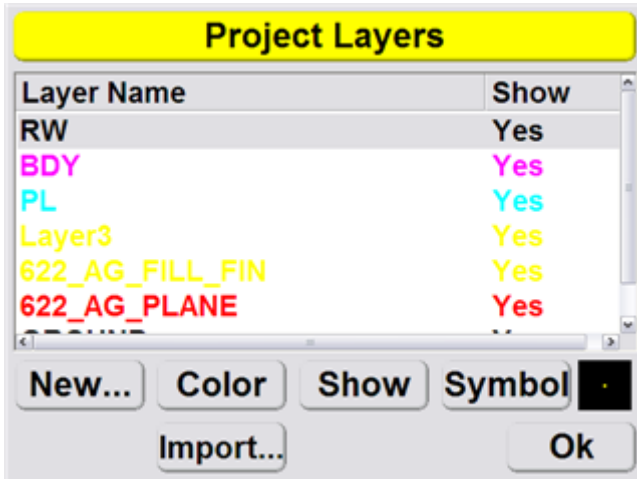 Project Layers
Layer Name Show
RW Yes
BDY Yes
PL Yes
Layer3 Yes
622_AG_FILL_FIN Yes
622_AG_PLANE Yes
New... Color Show Symbol
Import... Ok